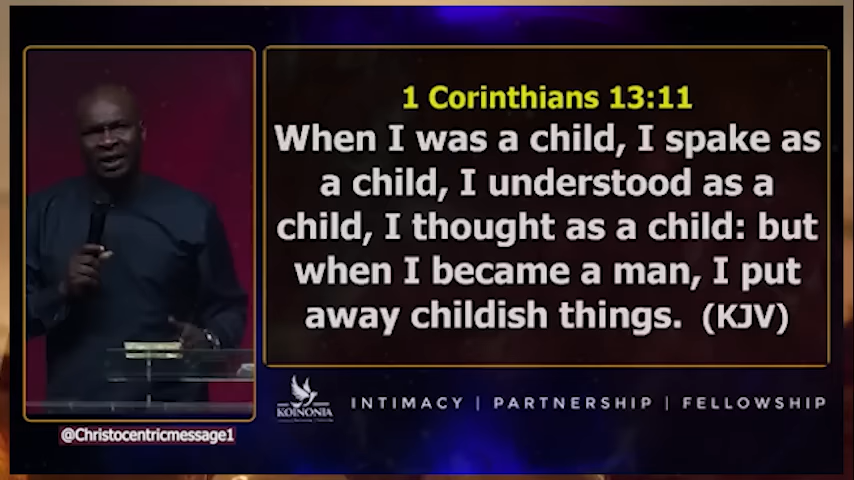 1 Corinthians 13:11
When I was a child, I spake as
a child, I understood as a
child, I thought as a child: but
when I became a man, I put
away childish things. (KJV)
KOINONIA
INTIMACY | PARTNERSHIP | FELLOWSHIP
@Christocentricmessage1